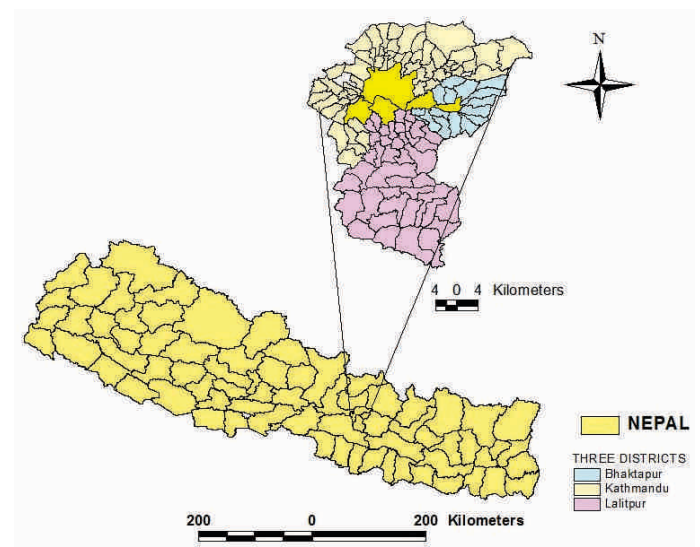 N
4 0 4 Kilometers
NEPAL
THREE DISTRICTS
Bhaktapur
Kathmandu
Lalitpur
200 0 200 Kilometers